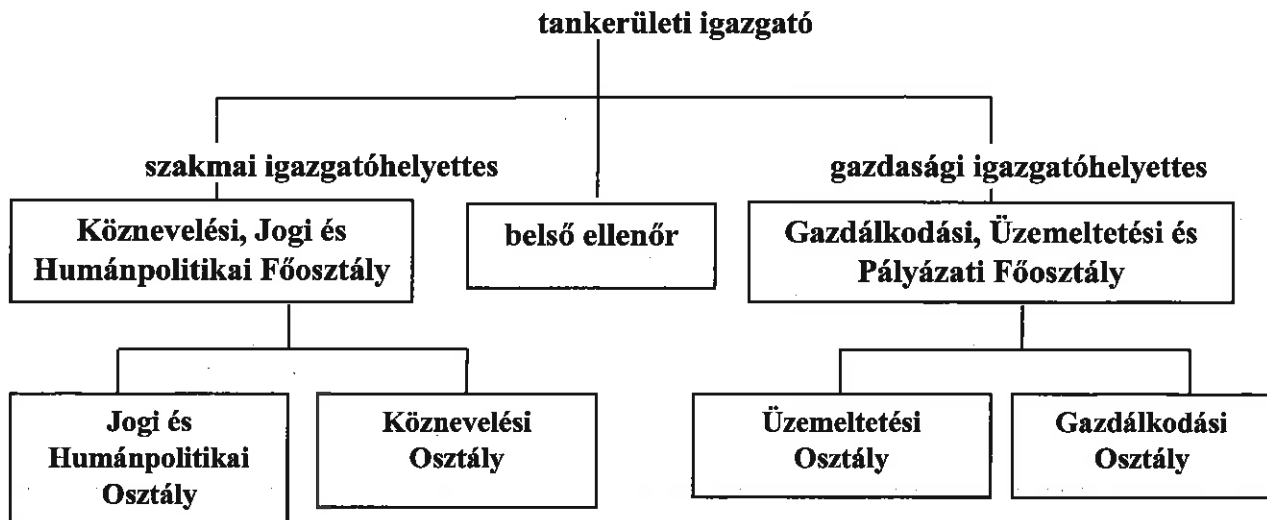 tankerületi igazgató
szakmai igazgatóhelyettes
gazdasági igazgatóhelyettes
Köznevelési, Jogi és
Humánpolitikai Főosztály
belső ellenőr
Gazdálkodási, Üzemeltetési és
Pályázati Főosztály
Jogi és
Humánpolitikai
Osztály
Köznevelési
Osztály
Üzemeltetési
Osztály
Gazdálkodási
Osztály